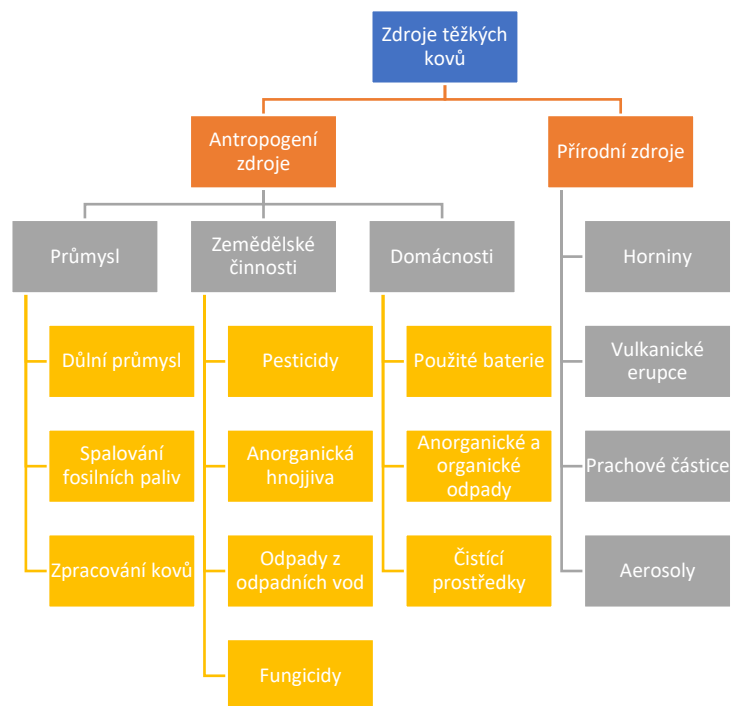 Zdroje těžkých
kovů
Antropogení
zdroje
Přírodní zdroje
Průmysl
Zemědělské
činnosti
Domácnosti
Horniny
Důlní průmysl
Pesticidy
Použité baterie
Vulkanické
erupce
Spalování
fosilních paliv
Anorganická
hnojjiva
Anorganické a
organické
odpady
Prachové částice
Zpracování kovů
Odpady z
odpadních vod
Čistící
prostředky
Aerosoly
Fungicidy